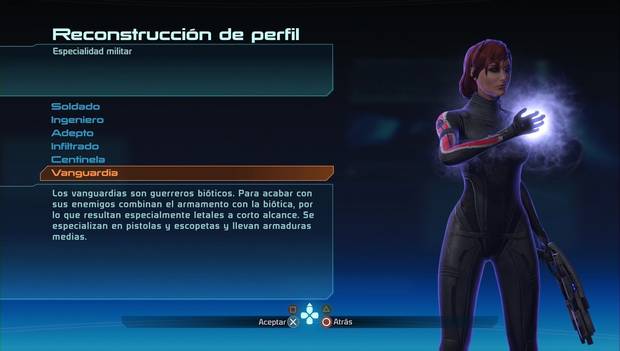 Reconstrucción de perfil
Especialidad militar
Soldado
Ingeniero
Adepto
Infiltrado
Centinela
Vanguardia
Los vanguardias son guerreros bióticos. Para acabar con
sus enemigos combinan el armamento con la biótica, por
lo que resultan especialmente letales a corto alcance. Se
especializan en pistolas y escopetas y llevan armaduras
medias.
Aceptar Atrás